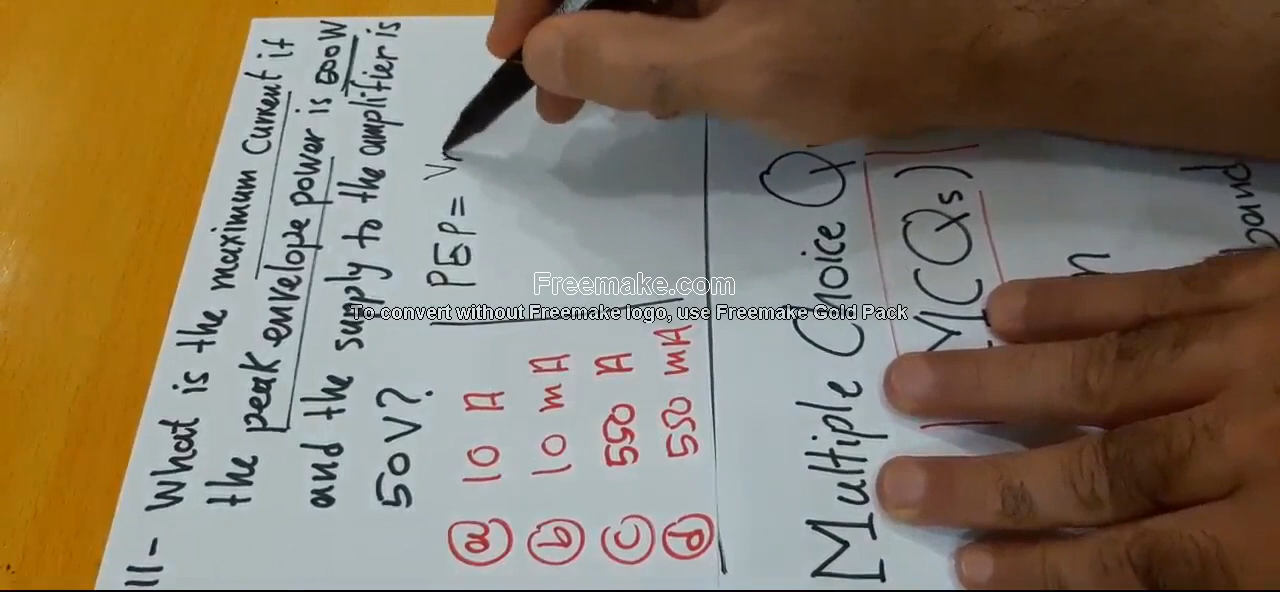 11- What is the maximum current if
the peak envelope power is 500W
and the supply to the amplifier is
50V?
a 10 A
b 10 mA
c 550 A
d 550 mA
PEP= V
Multiple Choice Q
(MCQs)
Freemake.com
To convert without Freemake logo, use Freemake Gold Pack